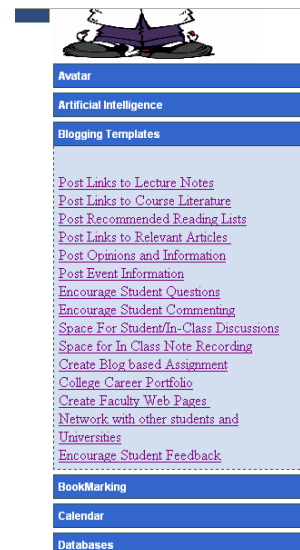 Avatar
Artificial Intelligence
Blogging Templates
Post Links to Lecture Notes
Post Links to Course Literature
Post Recommended Reading Lists
Post Links to Relevant Articles
Post Opinions and Information
Post Event Information
Encourage Student Questions
Encourage Student Commenting
Space For Student/In-Class Discussions
Space for In Class Note Recording
Create Blog based Assignment
College Career Portfolio
Create Faculty Web Pages
Network with other students and
Universities
Encourage Student Feedback
BookMarking
Calendar
Databases